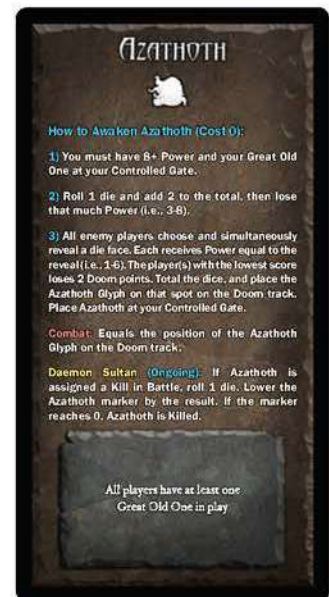 AZATHOTH
How to Awaken Azathoth (Cost 0):
1) You must have 8+ Power and your Great Old
One at your Controlled Gate.
2) Roll 1 die and add 2 to the total, then lose
that much Power (i.e., 3-8).
3) All enemy players choose and simultaneously
reveal a die face. Each receives Power equal to the
reveal (i.e., 1-6). The player(s) with the lowest score
loses 2 Doom points. Total the dice, and place the
Azathoth Glyph on that spot on the Doom track.
Place Azathoth at your Controlled Gate.
Combat: Equals the position of the Azathoth
Glyph on the Doom track.
Daemon Sultan (Ongoing): If Azathoth is
assigned a Kill in Battle, roll 1 die. Lower the
Azathoth marker by the result. If the marker
reaches 0, Azathoth is Killed.
All players have at least one
Great Old One in play